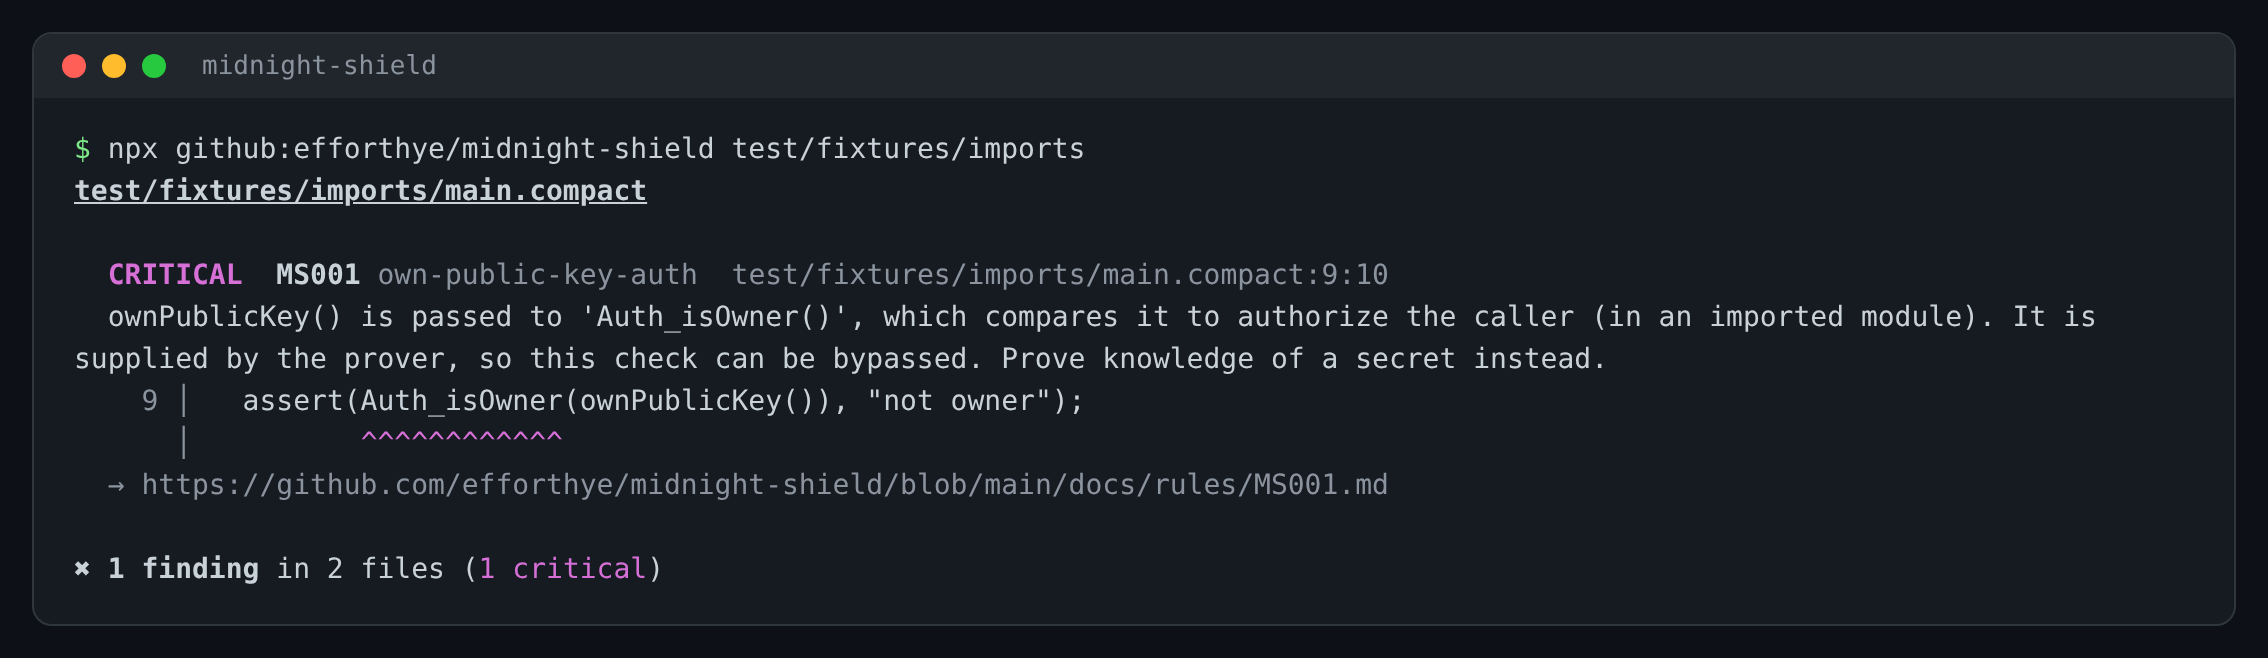 midnight-shield
$ npx github:efforthye/midnight-shield test/fixtures/imports
test/fixtures/imports/main.compact
CRITICAL  MS001 own-public-key-auth  test/fixtures/imports/main.compact:9:10
ownPublicKey() is passed to 'Auth_isOwner()', which compares it to authorize the caller (in an imported module). It is
supplied by the prover, so this check can be bypassed. Prove knowledge of a secret instead.
9 │   assert(Auth_isOwner(ownPublicKey()), "not owner");
│          ^^^^^^^^^^^^
→ https://github.com/efforthye/midnight-shield/blob/main/docs/rules/MS001.md
✖ 1 finding in 2 files (1 critical)